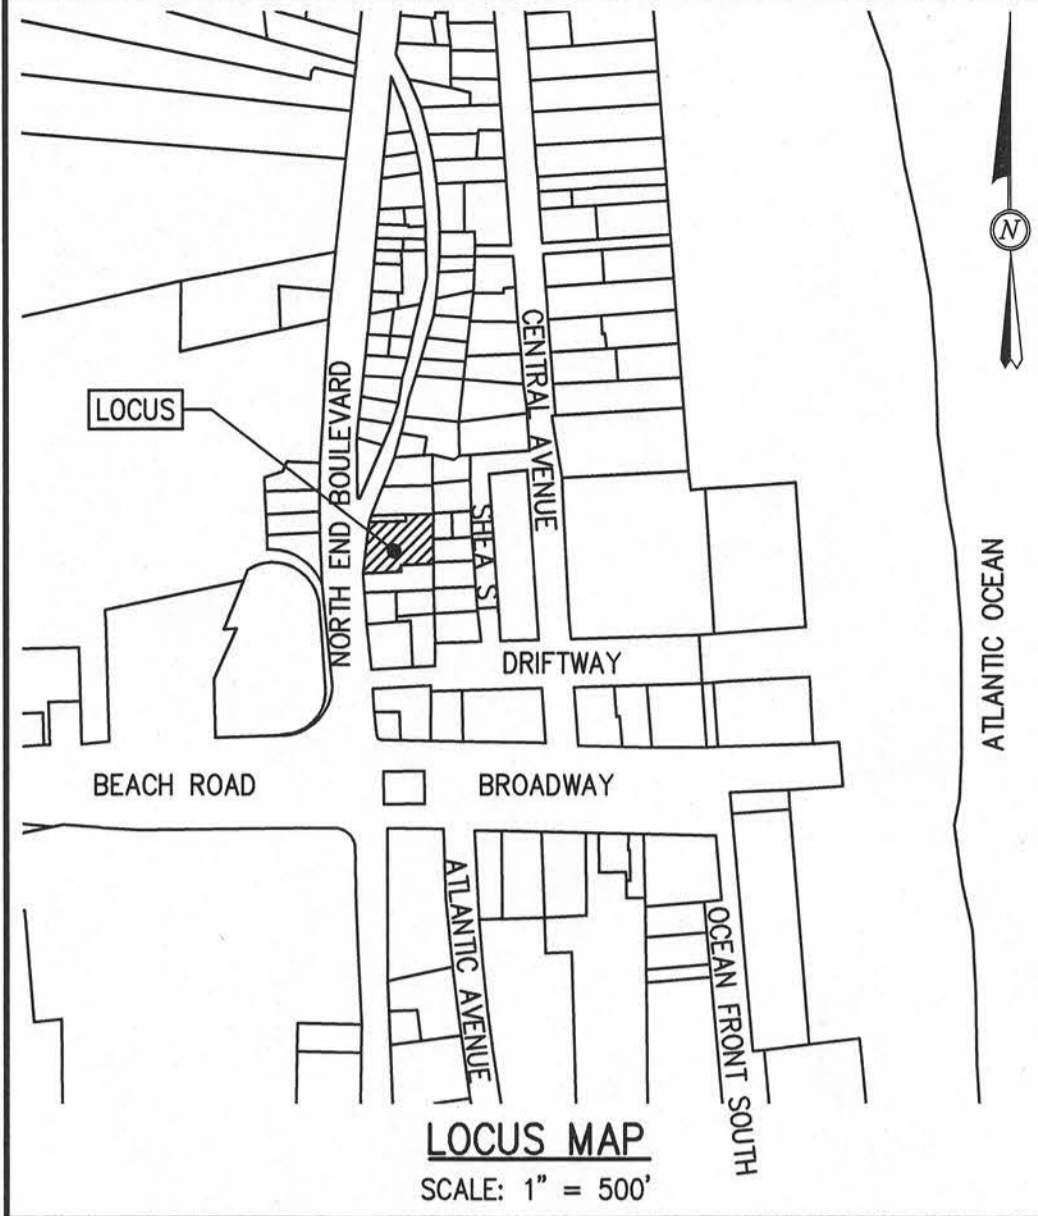 N
CENTRAL AVENUE
LOCUS
NORTH END BOULEVARD
SHEA S
ATLANTIC OCEAN
DRIFTWAY
BEACH ROAD
BROADWAY
ATLANTIC AVENUE
OCEAN FRONT SOUTH
LOCUS MAP
SCALE: 1" = 500'